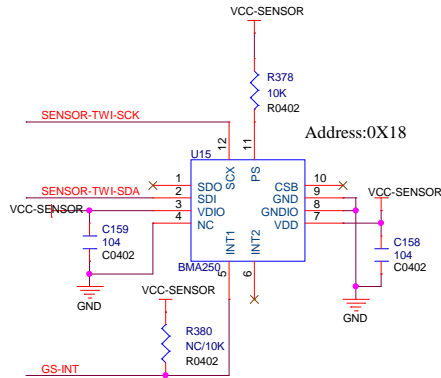 VCC-SENSOR
R378
10K
R0402
SENSOR-TWI-SCK
Address:0X18
12
11
U15
SCX
PS
1
SDO
CSB
10
SENSOR-TWI-SDA
2
SDI
GND
9
VCC-SENSOR
VCC-SENSOR
3
VDIO
GNDIO
8
4
NC
VDD
7
INT1
INT2
C159
104
C0402
C158
104
C0402
BMA250
5
6
GND
VCC-SENSOR
GND
R380
NC/10K
R0402
GS-INT